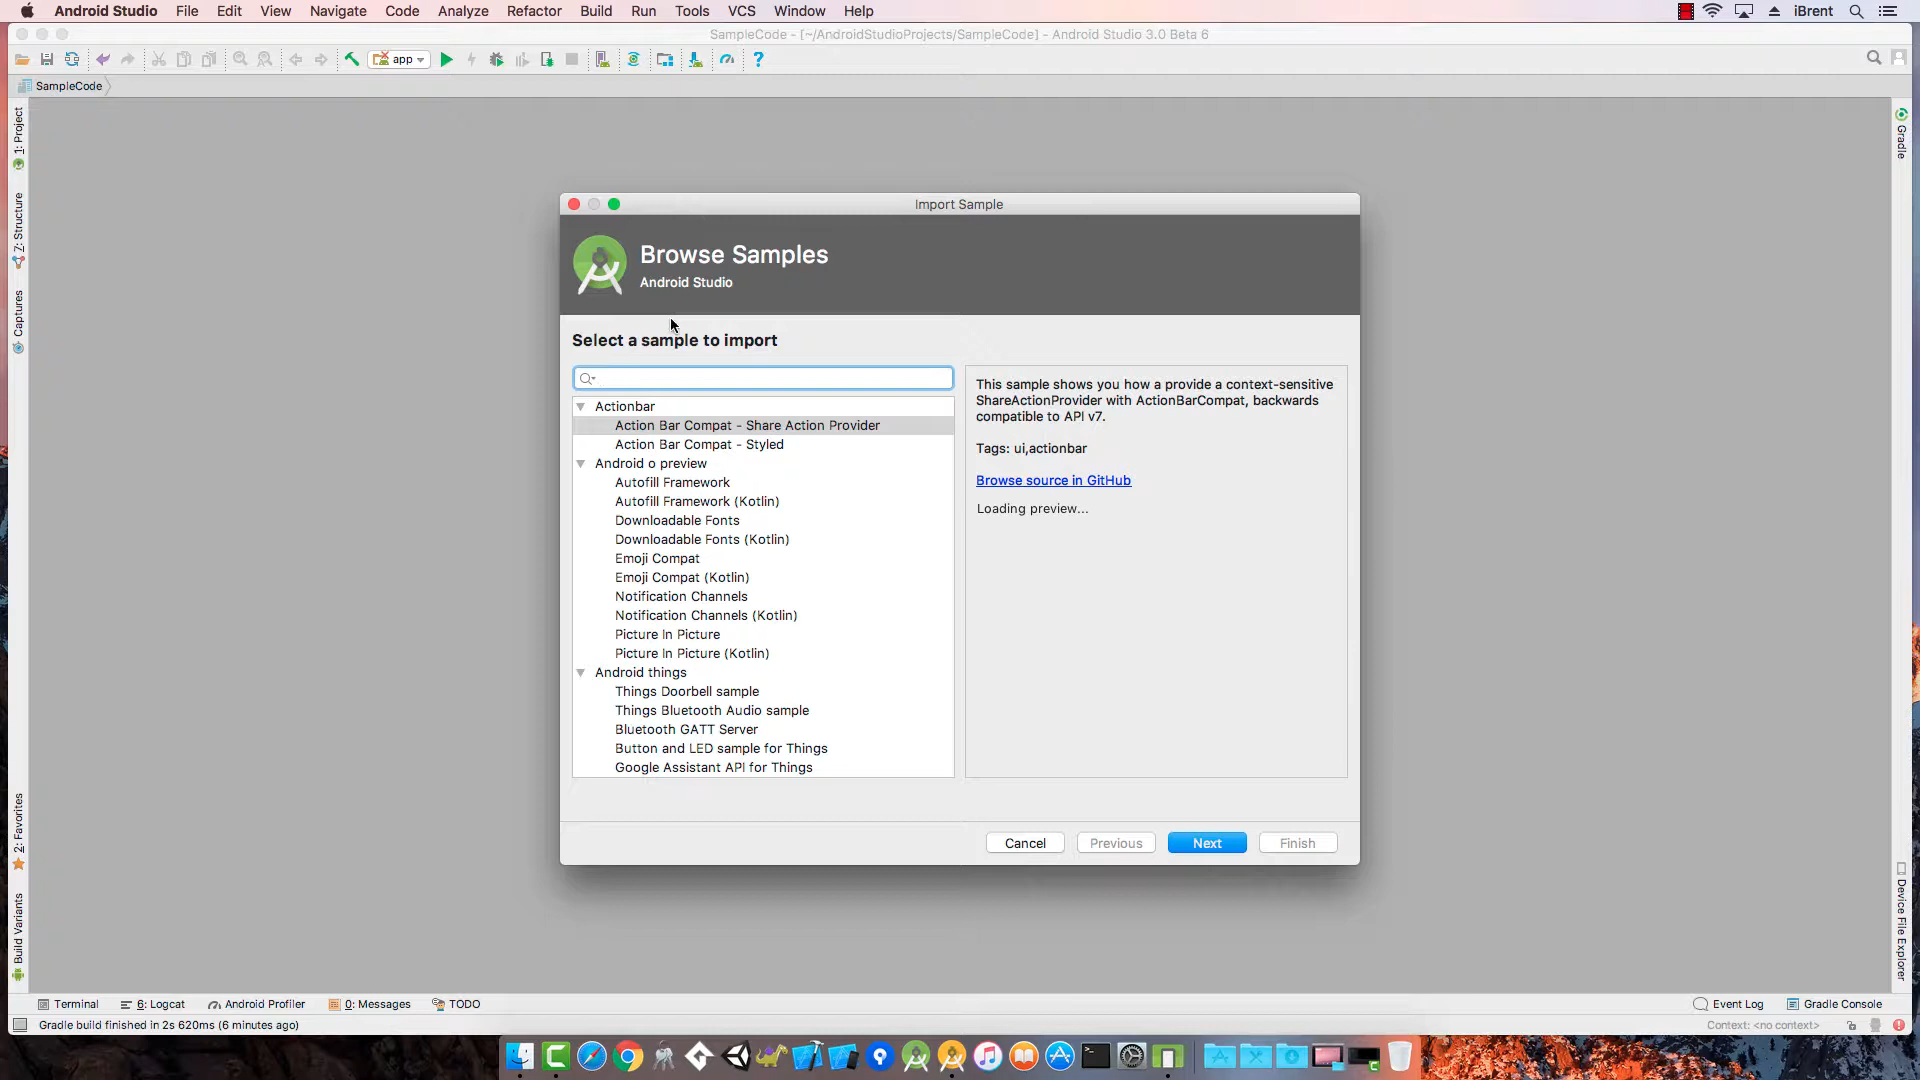 Android Studio File Edit View Navigate Code Analyze Refactor Build Run Tools VCS Window Help iBrent
SampleCode - [~/AndroidStudioProjects/SampleCode] - Android Studio 3.0 Beta 6
app
SampleCode
1: Project
7: Structure
Captures
2: Favorites
Build Variants
Gradle
Device File Explorer
Import Sample
Browse Samples
Android Studio
Select a sample to import
Actionbar
Action Bar Compat - Share Action Provider
Action Bar Compat - Styled
Android o preview
Autofill Framework
Autofill Framework (Kotlin)
Downloadable Fonts
Downloadable Fonts (Kotlin)
Emoji Compat
Emoji Compat (Kotlin)
Notification Channels
Notification Channels (Kotlin)
Picture In Picture
Picture In Picture (Kotlin)
Android things
Things Doorbell sample
Things Bluetooth Audio sample
Bluetooth GATT Server
Button and LED sample for Things
Google Assistant API for Things
This sample shows you how a provide a context-sensitive
ShareActionProvider with ActionBarCompat, backwards
compatible to API v7.
Tags: ui,actionbar
Browse source in GitHub
Loading preview...
Cancel Previous Next Finish
Terminal 6: Logcat Android Profiler 0: Messages TODO Event Log Gradle Console
Gradle build finished in 2s 620ms (6 minutes ago) Context: <no context>